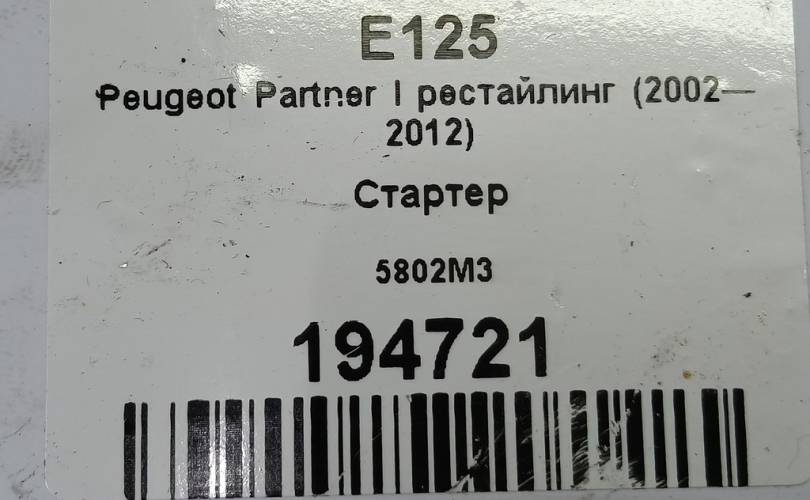 E125
Peugeot Partner I рестайлинг (2002—
2012)
Стартер
5802M3
194721